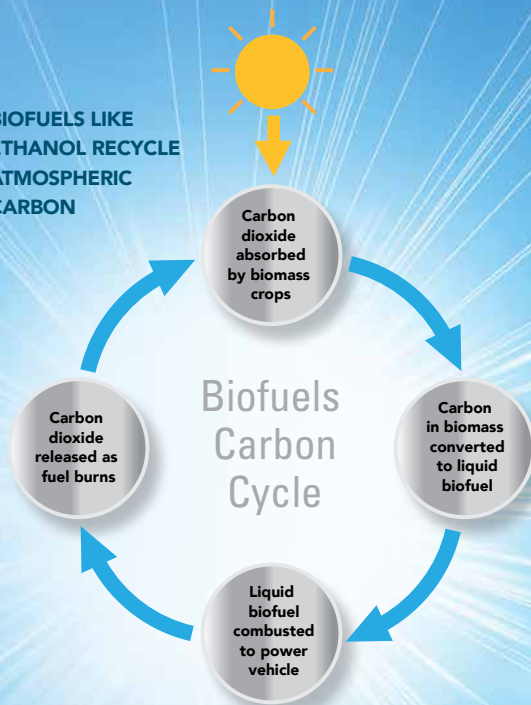 BIOFUELS LIKE
ETHANOL RECYCLE
ATMOSPHERIC
CARBON
Carbon
dioxide
absorbed
by biomass
crops
Biofuels
Carbon
Cycle
Carbon
in biomass
converted
to liquid
biofuel
Liquid
biofuel
combusted
to power
vehicle
Carbon
dioxide
released as
fuel burns